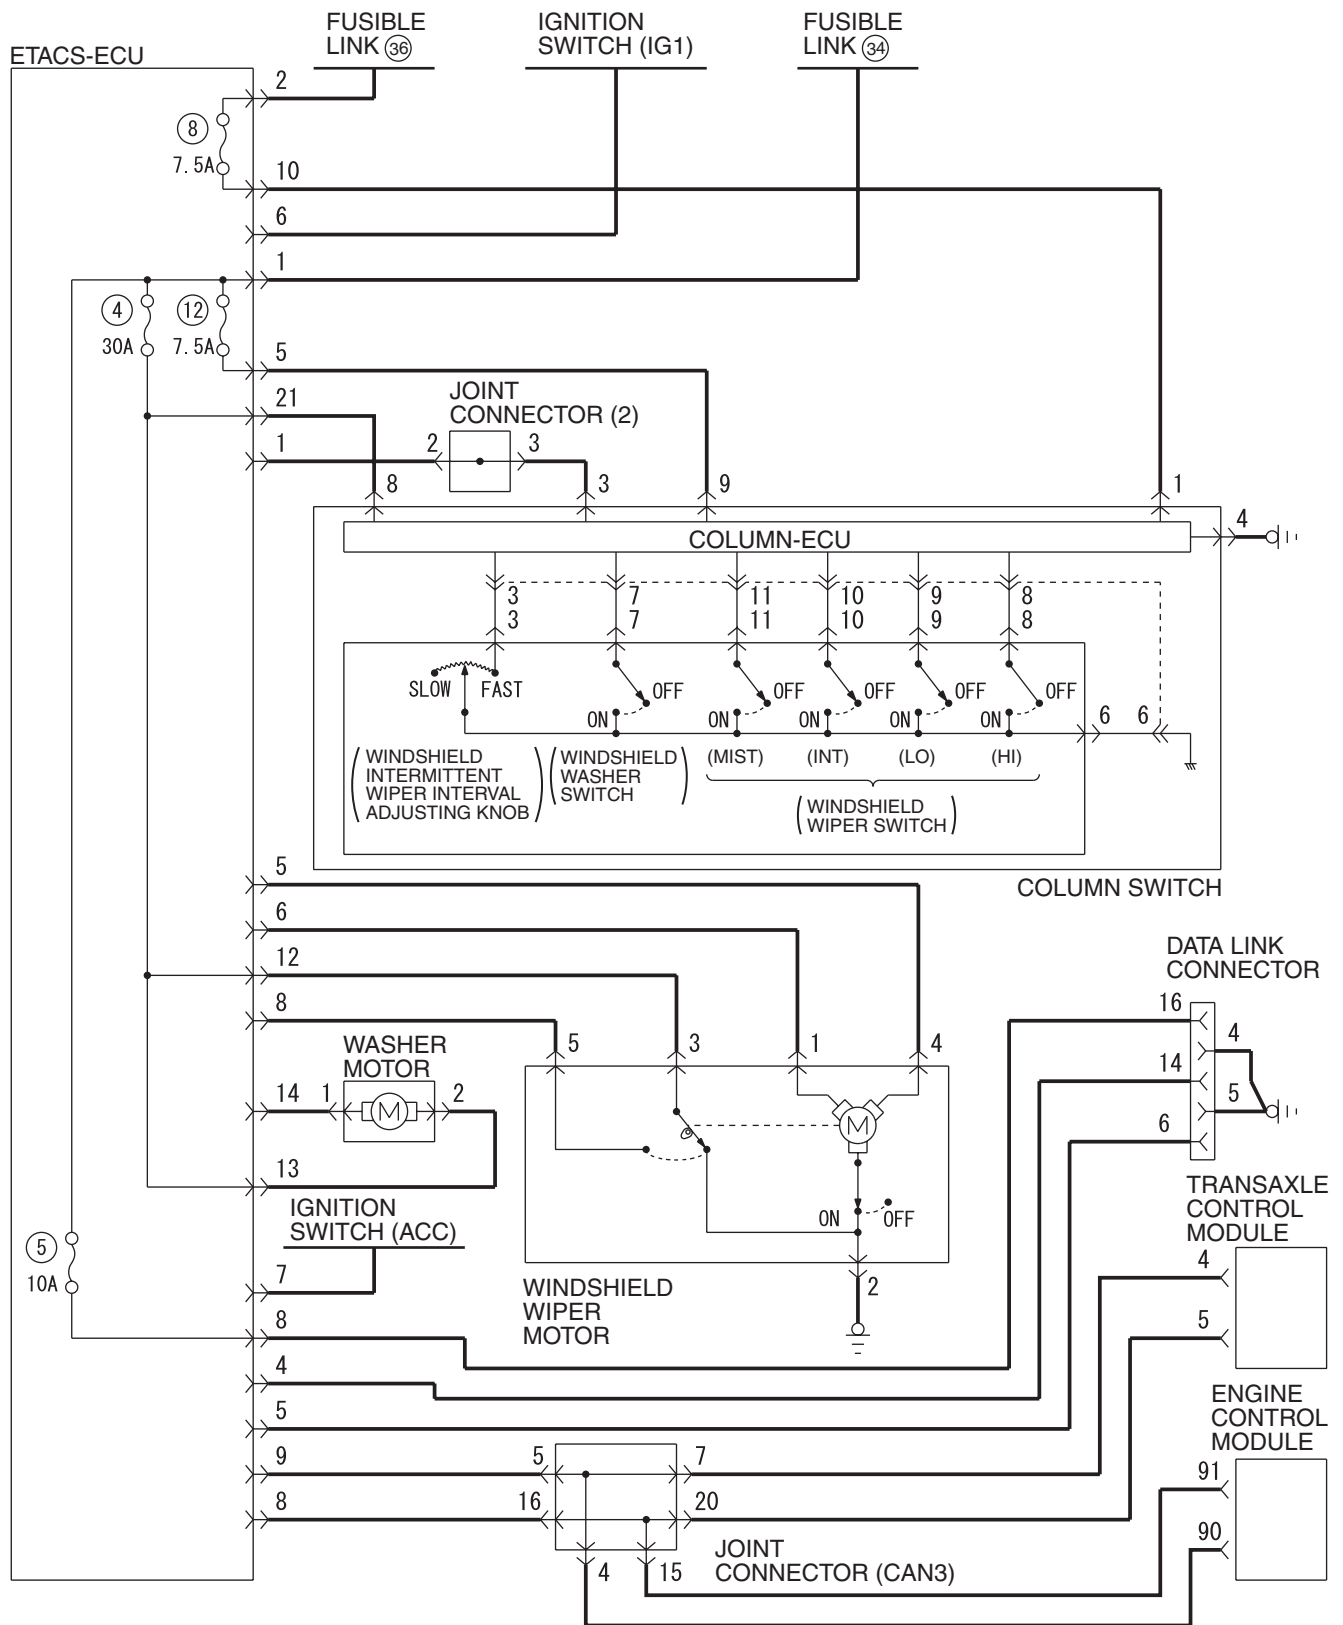 FUSIBLE
LINK 36
IGNITION
SWITCH (IG1)
FUSIBLE
LINK 34
ETACS-ECU
2
8
7.5A
10
6
1
4
30A
12
7.5A
5
21
JOINT
CONNECTOR (2)
1
2
3
8
3
9
1
COLUMN-ECU
4
3
7
11
10
9
8
3
7
11
10
9
8
SLOW
FAST
OFF
OFF
OFF
OFF
OFF
ON
ON
ON
ON
ON
6
6
(WINDSHIELD
INTERMITTENT
WIPER INTERVAL
ADJUSTING KNOB)
(WINDSHIELD
WASHER
SWITCH)
(MIST)
(INT)
(LO)
(HI)
(WINDSHIELD
WIPER SWITCH)
5
COLUMN SWITCH
6
12
8
DATA LINK
CONNECTOR
16
4
14
5
6
WASHER
MOTOR
5
3
1
4
14
1
M
2
M
13
ON
OFF
IGNITION
SWITCH (ACC)
5
10A
7
WINDSHIELD
WIPER
MOTOR
2
TRANSAXLE
CONTROL
MODULE
4
5
8
4
5
ENGINE
CONTROL
MODULE
91
90
9
5
7
8
16
20
4
15
JOINT
CONNECTOR (CAN3)